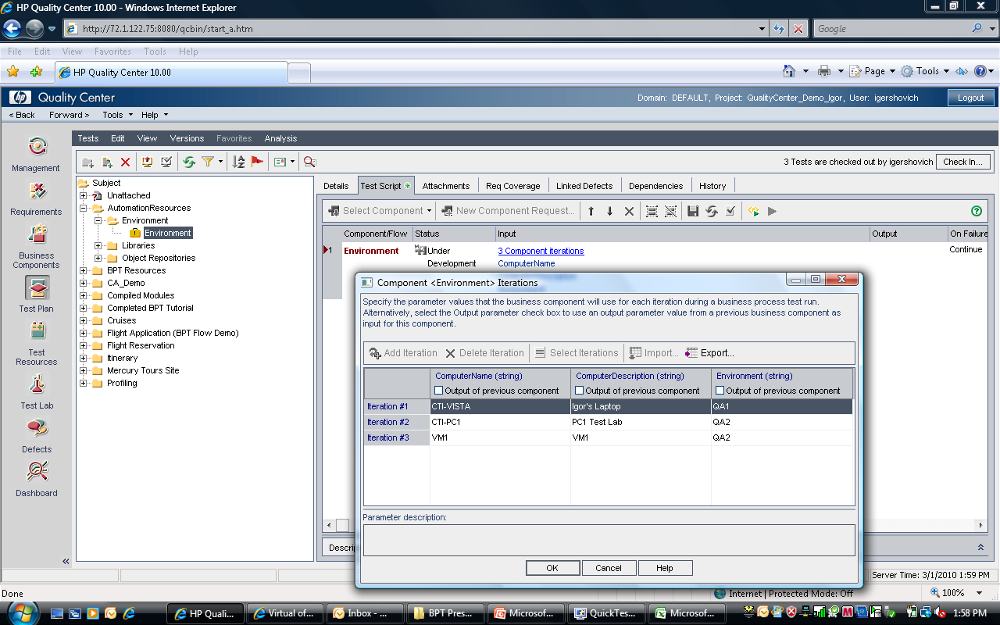 HP Quality Center 10.00 - Windows Internet Explorer
http://72.1.122.75:8080/qcbin/start_a.htm
Google
File Edit View Favorites Tools Help
HP Quality Center 10.00
Page Tools
hp Quality Center
Domain: DEFAULT, Project: QualityCenter_Demo_Igor, User: igershovich
Logout
< Back Forward > Tools Help
Tests Edit View Versions Favorites Analysis
3 Tests are checked out by igershovich
Check In...
Management
Requirements
Business Components
Test Plan
Test Resources
Test Lab
Defects
Dashboard
Subject
Unattached
AutomationResources
Environment
Environment
Libraries
Object Repositories
BPT Resources
CA_Demo
Compiled Modules
Completed BPT Tutorial
Cruises
Flight Application (BPT Flow Demo)
Flight Reservation
Itinerary
Mercury Tours Site
Profiling
Details Test Script Attachments Req Coverage Linked Defects Dependencies History
Select Component New Component Request...
Component/Flow Status Input Output On Failure
1 Environment Under 3 Component iterations Continue
Development ComputerName
Component <Environment> Iterations
Specify the parameter values that the business component will use for each iteration during a business process test run.
Alternatively, select the Output parameter check box to use an output parameter value from a previous business component as
input for this component.
Add Iteration Delete Iteration Select Iterations Import... Export...
ComputerName (string) ComputerDescription (string) Environment (string)
Output of previous component Output of previous component Output of previous component
Iteration #1 CTI-VISTA Igor's Laptop QA1
Iteration #2 CTI-PC1 PC1 Test Lab QA2
Iteration #3 VM1 VM1 QA2
Parameter description:
OK Cancel Help
Descrip
Server Time: 3/1/2010 1:59 PM
Done
Internet | Protected Mode: Off
100%
HP Quali... Virtual of... Inbox - ... BPT Pres... Microsof... QuickTes... Microsof...
1:58 PM